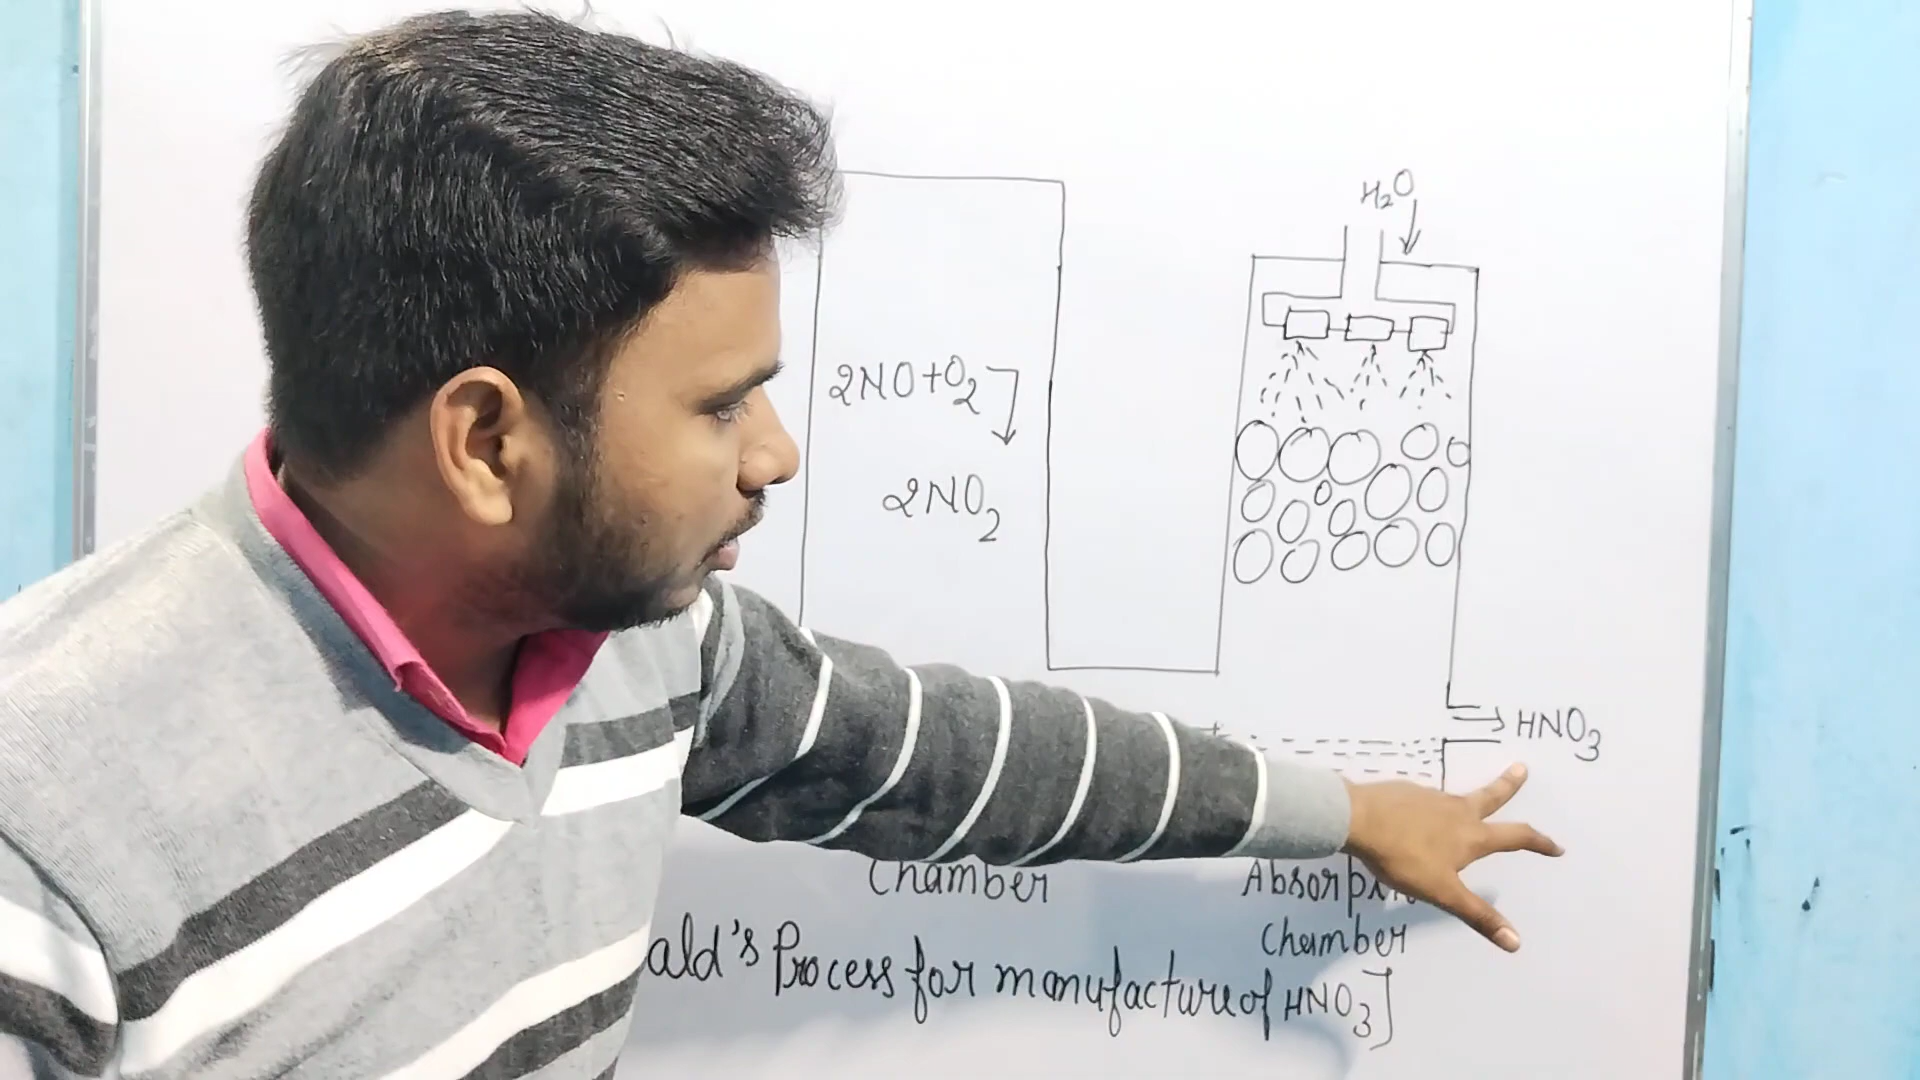 H₂O
2NO+O₂
2NO₂
HNO₃
Chamber
Chamber
ald's Process for manufacture of HNO₃]